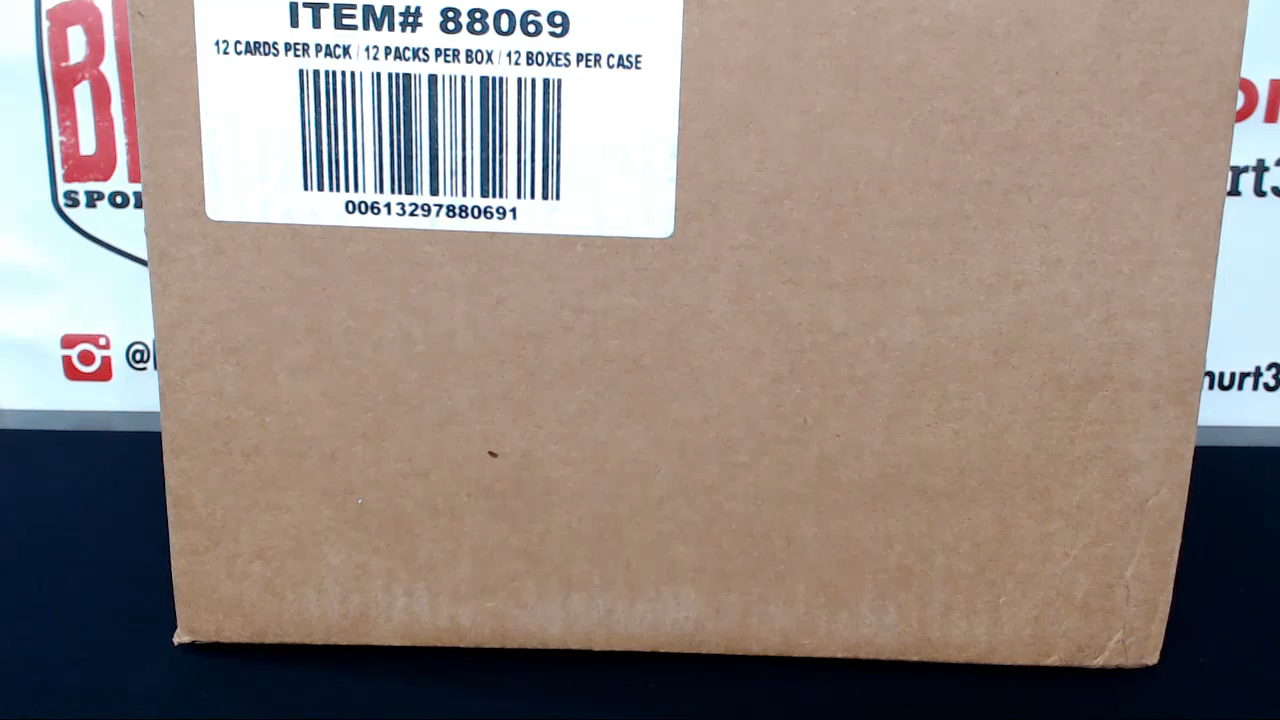 ITEM# 88069
12 CARDS PER PACK / 12 PACKS PER BOX / 12 BOXES PER CASE
00613297880691